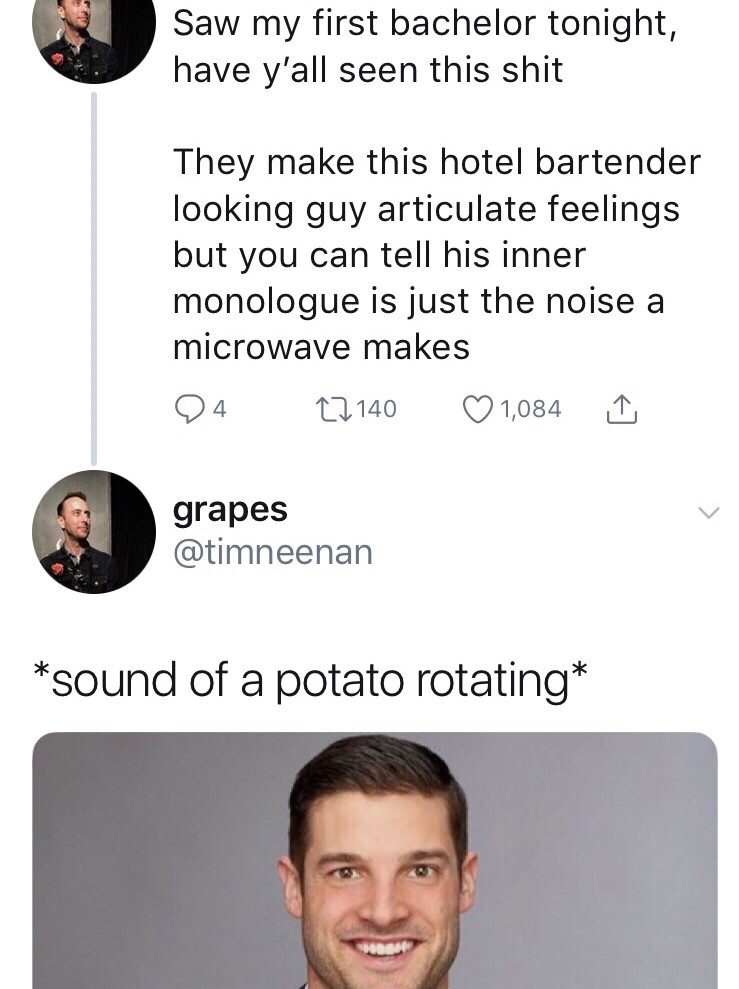 Saw my first bachelor tonight,
have y’all seen this shit
They make this hotel bartender
looking guy articulate feelings
but you can tell his inner
monologue is just the noise a
microwave makes
4 140 1,084
grapes
@timneenan
*sound of a potato rotating*